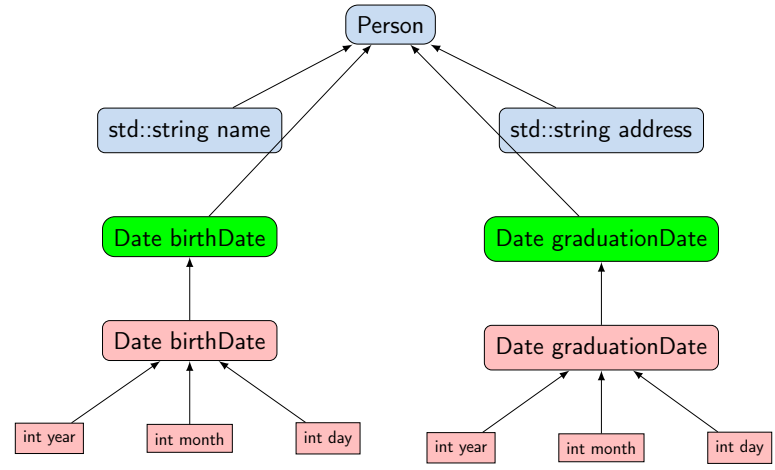 Person
std::string name
std::string address
Date birthDate
Date graduationDate
Date birthDate
Date graduationDate
int year
int month
int day
int year
int month
int day